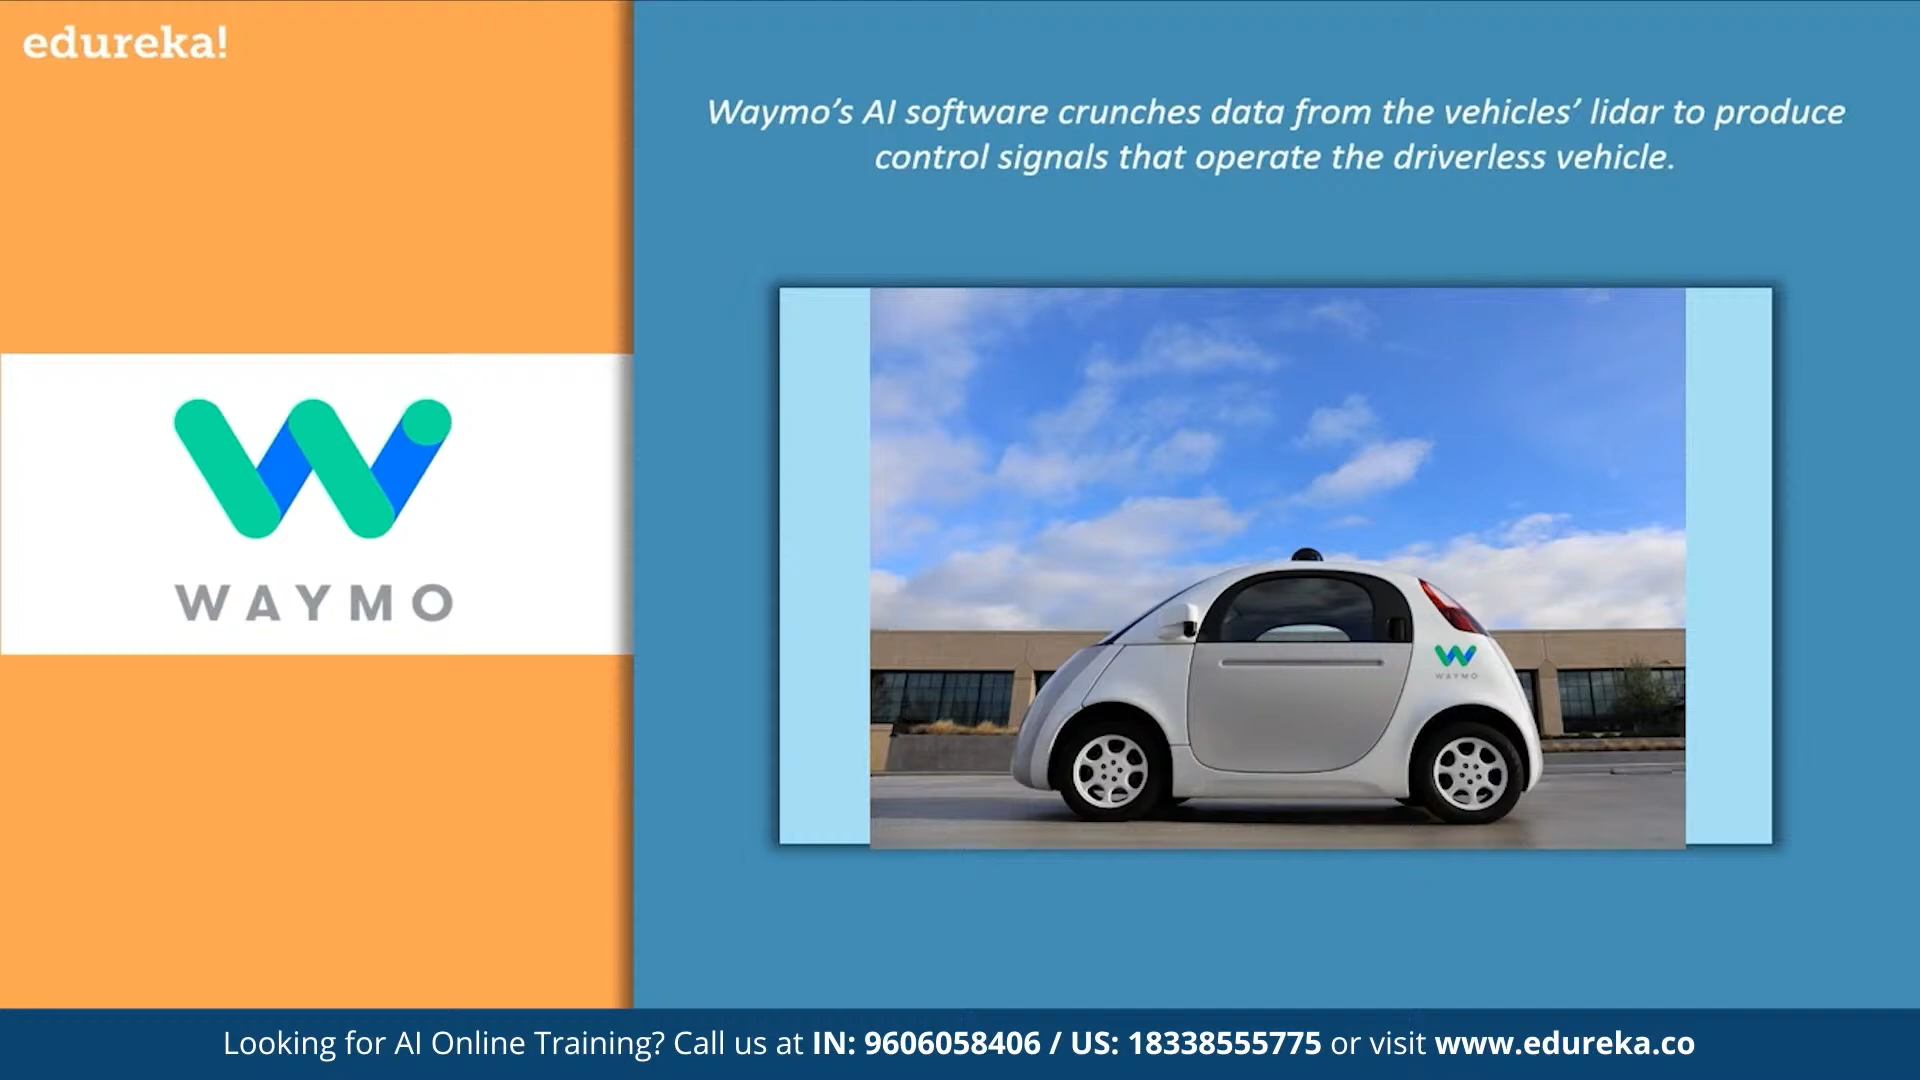 edureka!
Waymo’s AI software crunches data from the vehicles’ lidar to produce
control signals that operate the driverless vehicle.
WAYMO
WAYMO
Looking for AI Online Training? Call us at IN: 9606058406 / US: 18338555775 or visit www.edureka.co